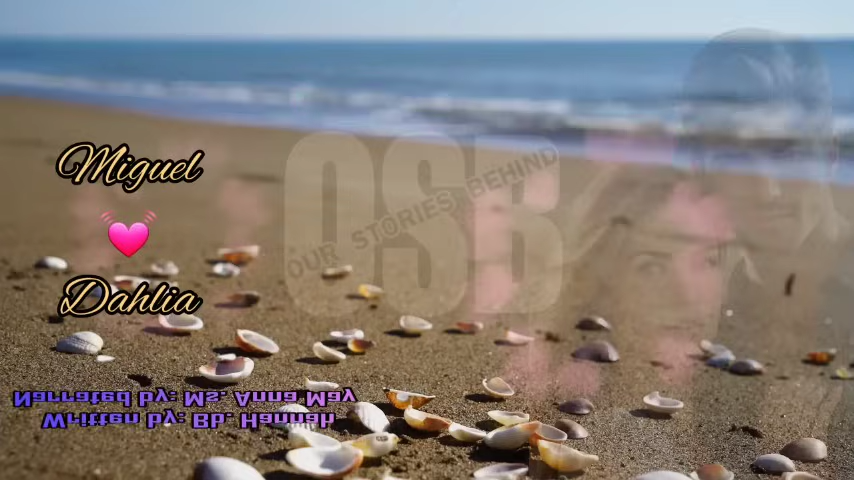 Miguel
Dahlia
OSB
OUR STORIES BEHIND
Narrated by: Ms. Anna May
Written by: Bb. Hannah